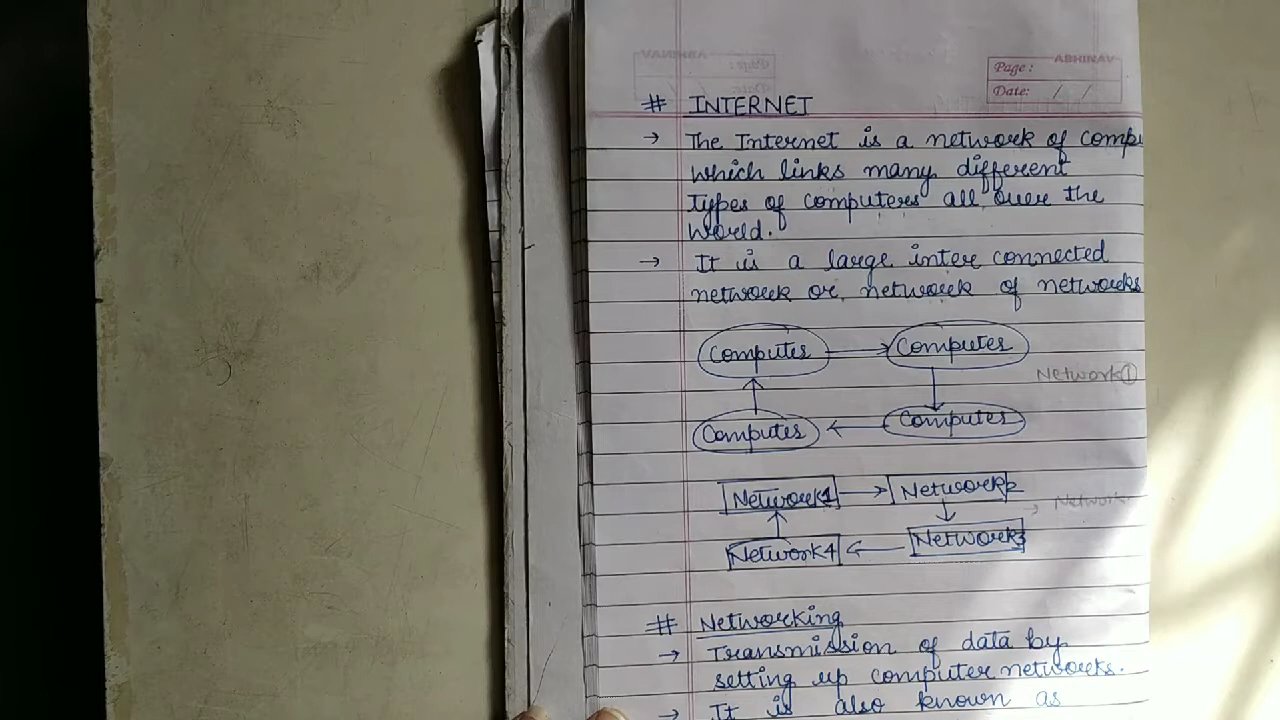 ABHINAV
Page :
Date: / /
# INTERNET
→ The Internet is a network of compu
which links many different
types of computers all over the
world.
→ It is a large inter connected
network or network of networks
Computer → Computer
Network①
Computer ← Computer
Network1 → Network2
→ Network
Network4 ← Network3
# Networking
→ Transmission of data by
setting up computer networks.
→ It is also known as